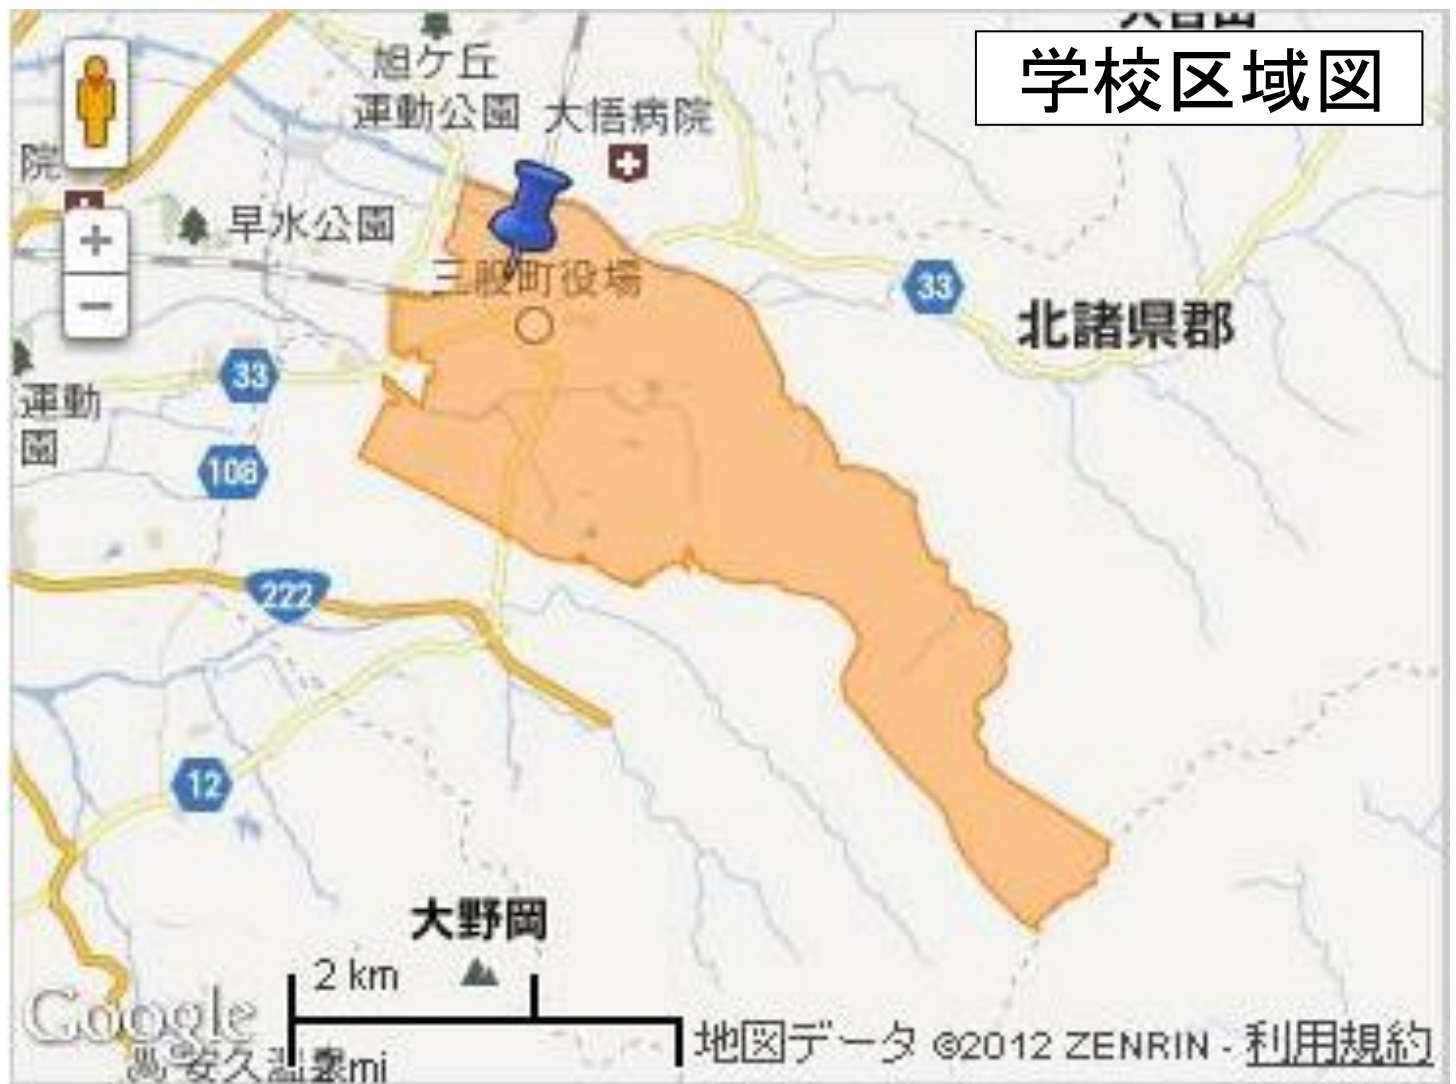 学校区域図
旭ケ丘
運動公園
大悟病院
院
早水公園
+
三股町役場
−
33
北諸県郡
33
運動
園
108
222
12
大野岡
2 km
Google
mi
地図データ ©2012 ZENRIN - 利用規約